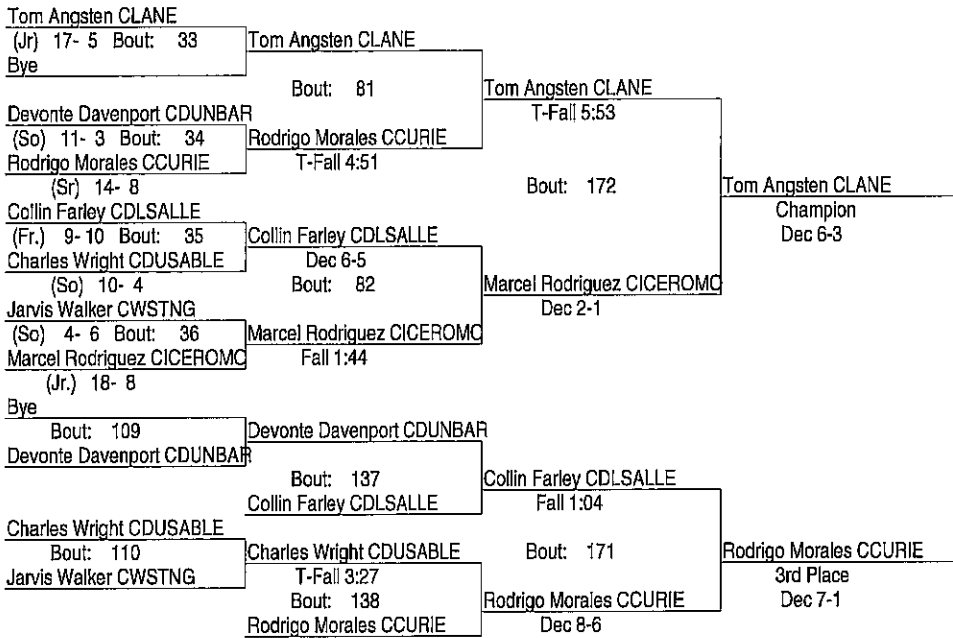 Tom Angsten CLANE
(Jr) 17- 5 Bout: 33
Bye
Tom Angsten CLANE
Bout: 81
Devonte Davenport CDUNBAR
(So) 11- 3 Bout: 34
Rodrigo Morales CCURIE
(Sr) 14- 8
Rodrigo Morales CCURIE
T-Fall 4:51
Tom Angsten CLANE
T-Fall 5:53
Bout: 172
Collin Farley CDLSALLE
(Fr.) 9- 10 Bout: 35
Charles Wright CDUSABLE
(So) 10- 4
Collin Farley CDLSALLE
Dec 6-5
Bout: 82
Jarvis Walker CWSTNG
(So) 4- 6 Bout: 36
Marcel Rodriguez CICEROMC
(Jr.) 18- 8
Marcel Rodriguez CICEROMC
Fall 1:44
Marcel Rodriguez CICEROMC
Dec 2-1
Tom Angsten CLANE
Champion
Dec 6-3
Bye
Bout: 109
Devonte Davenport CDUNBAR
Devonte Davenport CDUNBAR
Bout: 137
Collin Farley CDLSALLE
Collin Farley CDLSALLE
Fall 1:04
Bout: 171
Charles Wright CDUSABLE
Bout: 110
Jarvis Walker CWSTNG
Charles Wright CDUSABLE
T-Fall 3:27
Bout: 138
Rodrigo Morales CCURIE
Rodrigo Morales CCURIE
Dec 8-6
Rodrigo Morales CCURIE
3rd Place
Dec 7-1